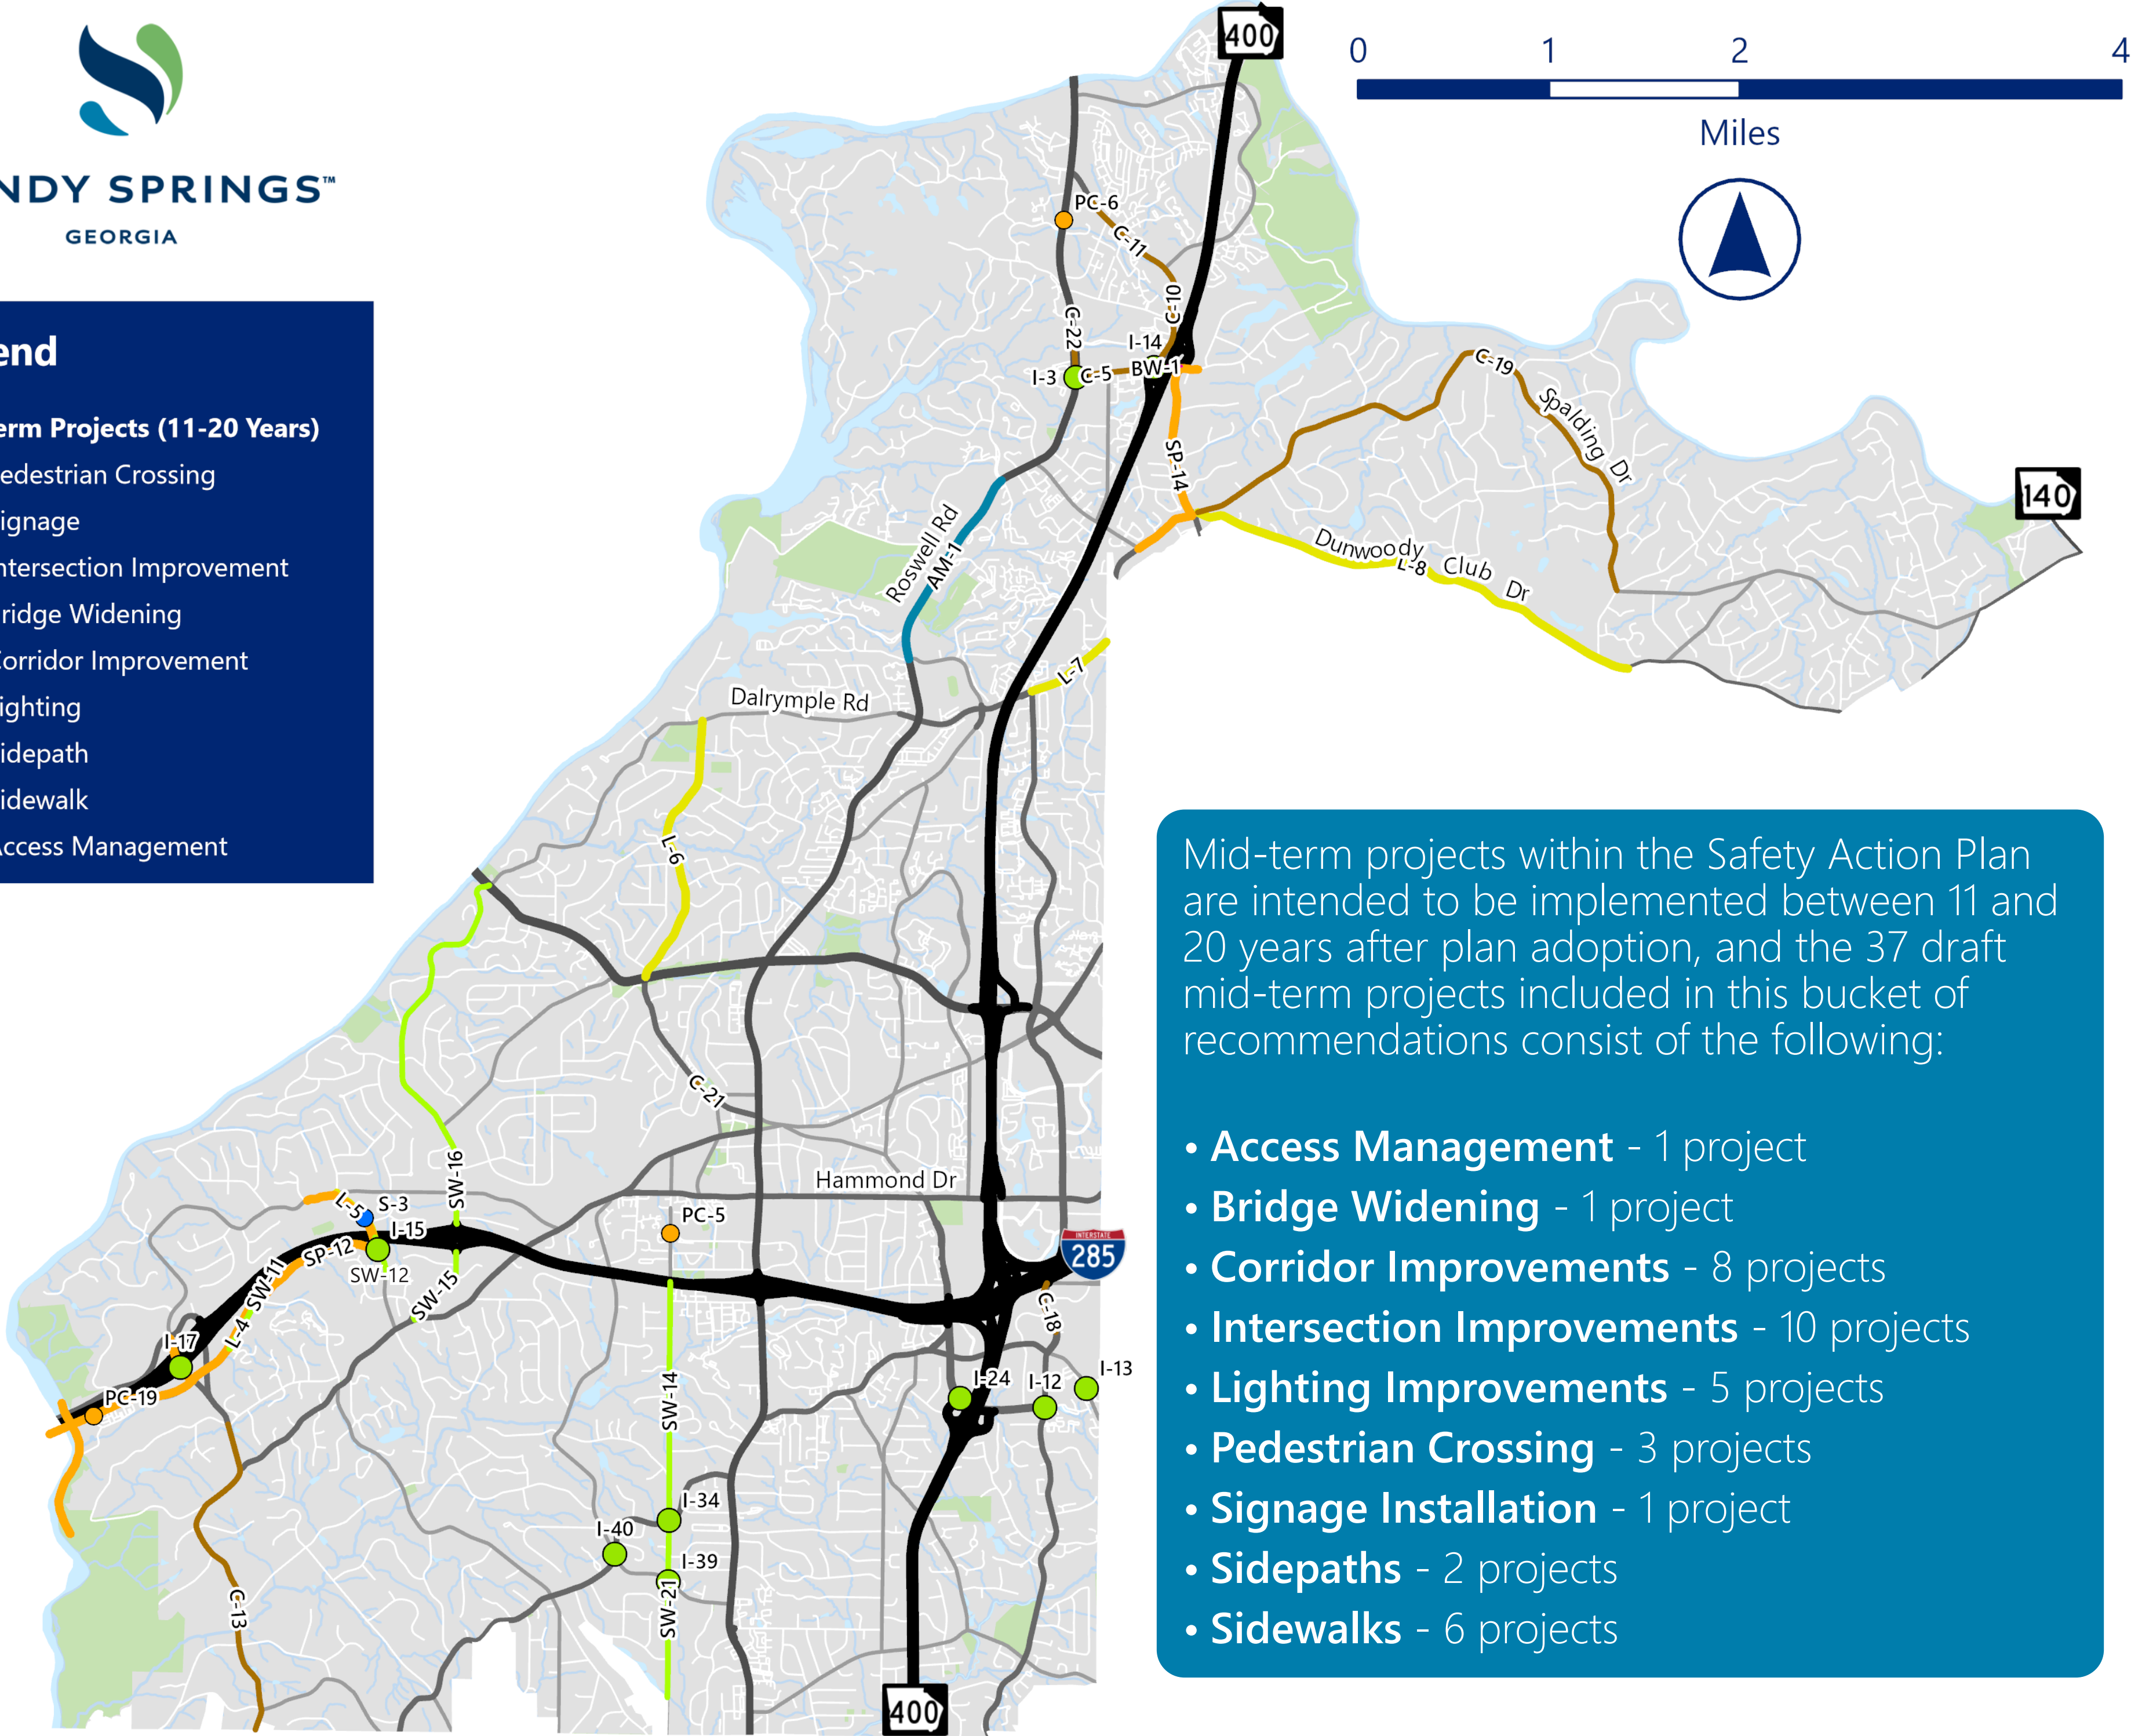 NDY SPRINGS™
GEORGIA
end
erm Projects (11-20 Years)
edestrian Crossing
ignage
ntersection Improvement
ridge Widening
orridor Improvement
ighting
idepath
idewalk
Access Management
0 1 2 4
Miles
400
140
285
INTERSTATE
400
PC-6
C-11
C-10
C-22
I-14
I-3
C-5
BW-1
SP-14
C-19
Spalding Dr
Roswell Rd
AM-1
Dunwoody Club Dr
L-8
L-7
Dalrymple Rd
L-6
C-21
SW-16
Hammond Dr
L-5
S-3
I-15
PC-5
SP-12
SW-12
SW-11
SW-15
L-4
I-17
PC-19
C-18
I-13
I-24
I-12
SW-14
I-34
I-40
I-39
SW-21
C-13
Mid-term projects within the Safety Action Plan
are intended to be implemented between 11 and
20 years after plan adoption, and the 37 draft
mid-term projects included in this bucket of
recommendations consist of the following:
• Access Management - 1 project
• Bridge Widening - 1 project
• Corridor Improvements - 8 projects
• Intersection Improvements - 10 projects
• Lighting Improvements - 5 projects
• Pedestrian Crossing - 3 projects
• Signage Installation - 1 project
• Sidepaths - 2 projects
• Sidewalks - 6 projects